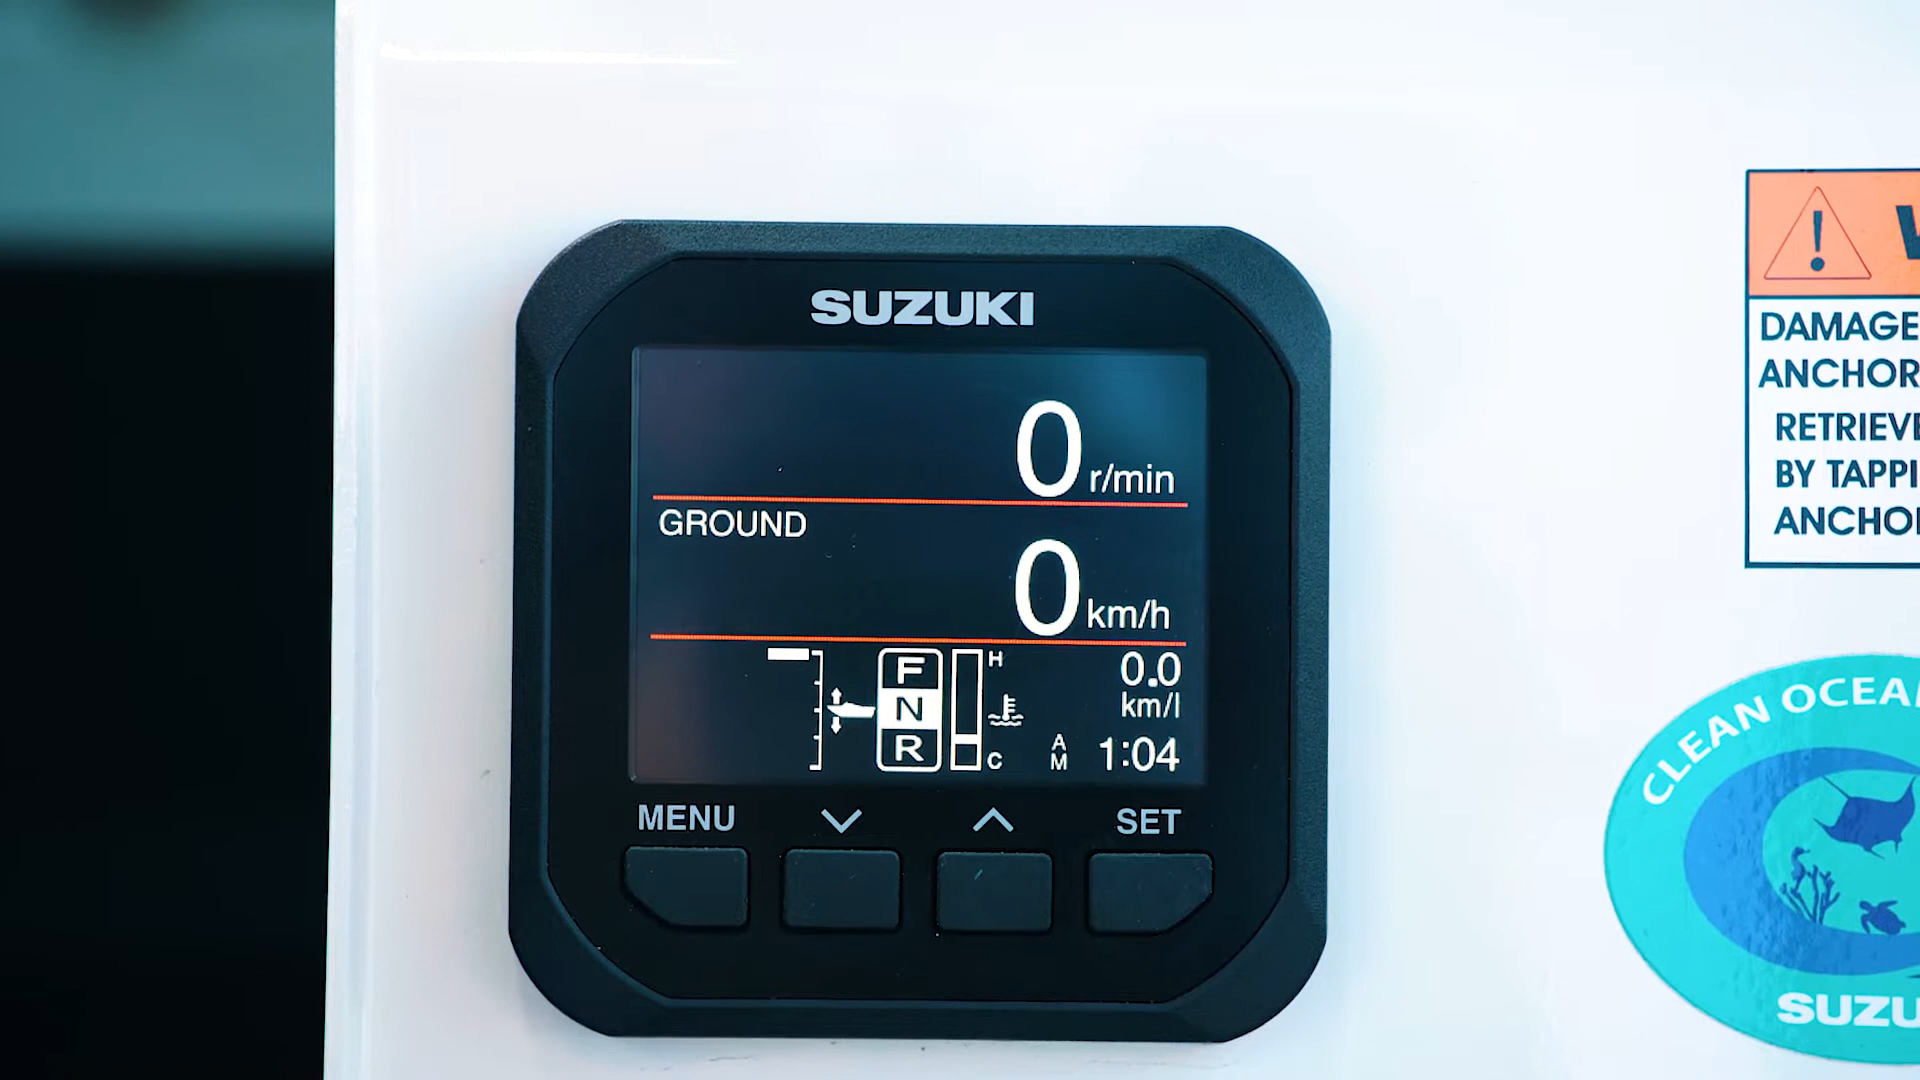 SUZUKI
0 r/min
GROUND
0 km/h
F
N
R
H
C
0.0
km/l
AM 1:04
MENU
SET
DAMAGE
ANCHOR
RETRIEVE
BY TAPPI
ANCHO
CLEAN OCEA
SUZU